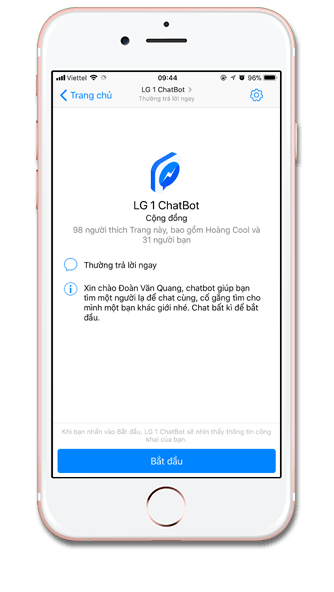 Viettel 09:44 96%
Trang chủ LG 1 ChatBot
Thường trả lời ngay
LG 1 ChatBot
Cộng đồng
98 người thích Trang này, bao gồm Hoàng Cool và
31 người bạn
Thường trả lời ngay
Xin chào Đoàn Văn Quang, chatbot giúp bạn
tìm một người lạ để chat cùng, cố gắng tìm cho
mình một bạn khác giới nhé. Chat bất kì để bắt
đầu.
Khi bạn nhấn vào Bắt đầu, LG 1 ChatBot sẽ nhìn thấy thông tin công
khai của bạn.
Bắt đầu